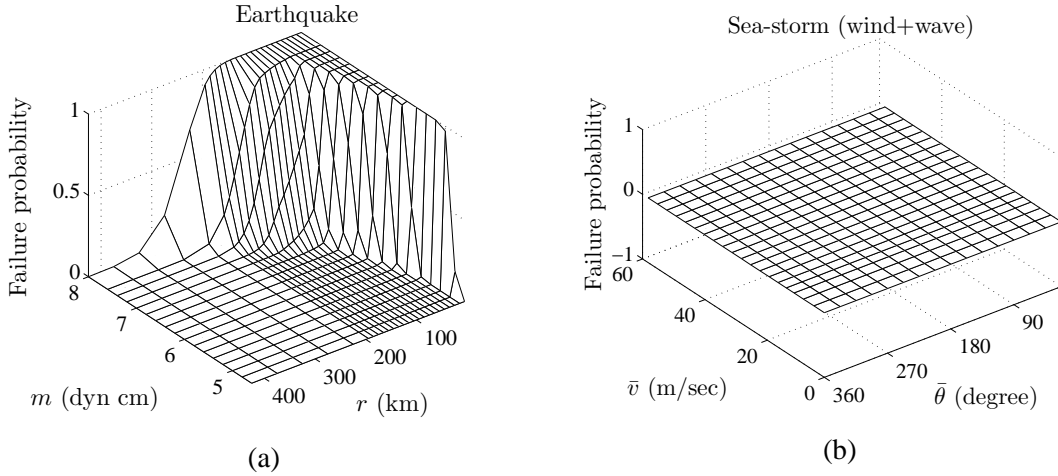 Earthquake
Failure probability
1
0.5
0
8
7
6
5
m (dyn cm)
400
300
200
100
r (km)
(a)
Sea-storm (wind+wave)
Failure probability
1
0
−1
60
40
20
0
v̄ (m/sec)
360
270
180
90
θ̄ (degree)
(b)